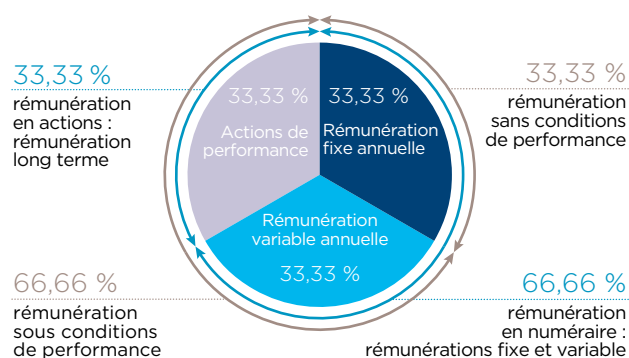 33,33 %
rémunération
en actions :
rémunération
long terme
33,33 %
Actions de
performance
33,33 %
Rémunération
fixe annuelle
Rémunération
variable annuelle
33,33 %
33,33 %
rémunération
sans conditions
de performance
66,66 %
rémunération
sous conditions
de performance
66,66 %
rémunération
en numéraire :
rémunérations fixe et variable